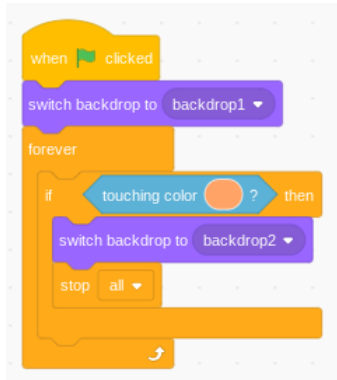 when clicked
switch backdrop to backdrop1
forever
if touching color ? then
switch backdrop to backdrop2
stop all